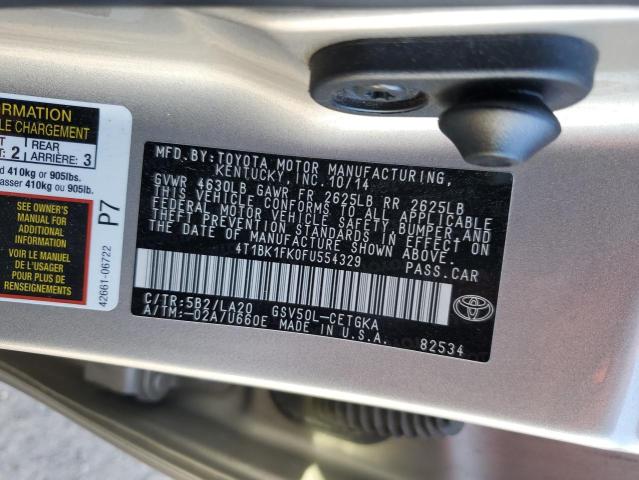 ORMATION
E CHARGEMENT
2 REAR ARRIÈRE: 3
d 410kg or 905lbs.
asser 410kg ou 905lb.
SEE OWNER'S
MANUAL FOR
ADDITIONAL
INFORMATION
VOIR LE MANUEL
DE L'USAGER
POUR PLUS DE
RENSEIGNEMENTS
P7
42661-06722
MFD. BY: TOYOTA MOTOR MANUFACTURING,
KENTUCKY, INC. 10/14
GVWR 4630LB GAWR FR 2625LB RR 2625LB
THIS VEHICLE CONFORMS TO ALL APPLICABLE
FEDERAL MOTOR VEHICLE SAFETY, BUMPER, AND
THEFT PREVENTION STANDARDS IN EFFECT ON
THE DATE OF MANUFACTURE SHOWN ABOVE.
4T1BK1FK0FU554329 PASS.CAR
C/TR:5B2/LA20 GSV50L-CETGKA
A/TM:-02A/U660E MADE IN U.S.A.
82534
TOYOTA